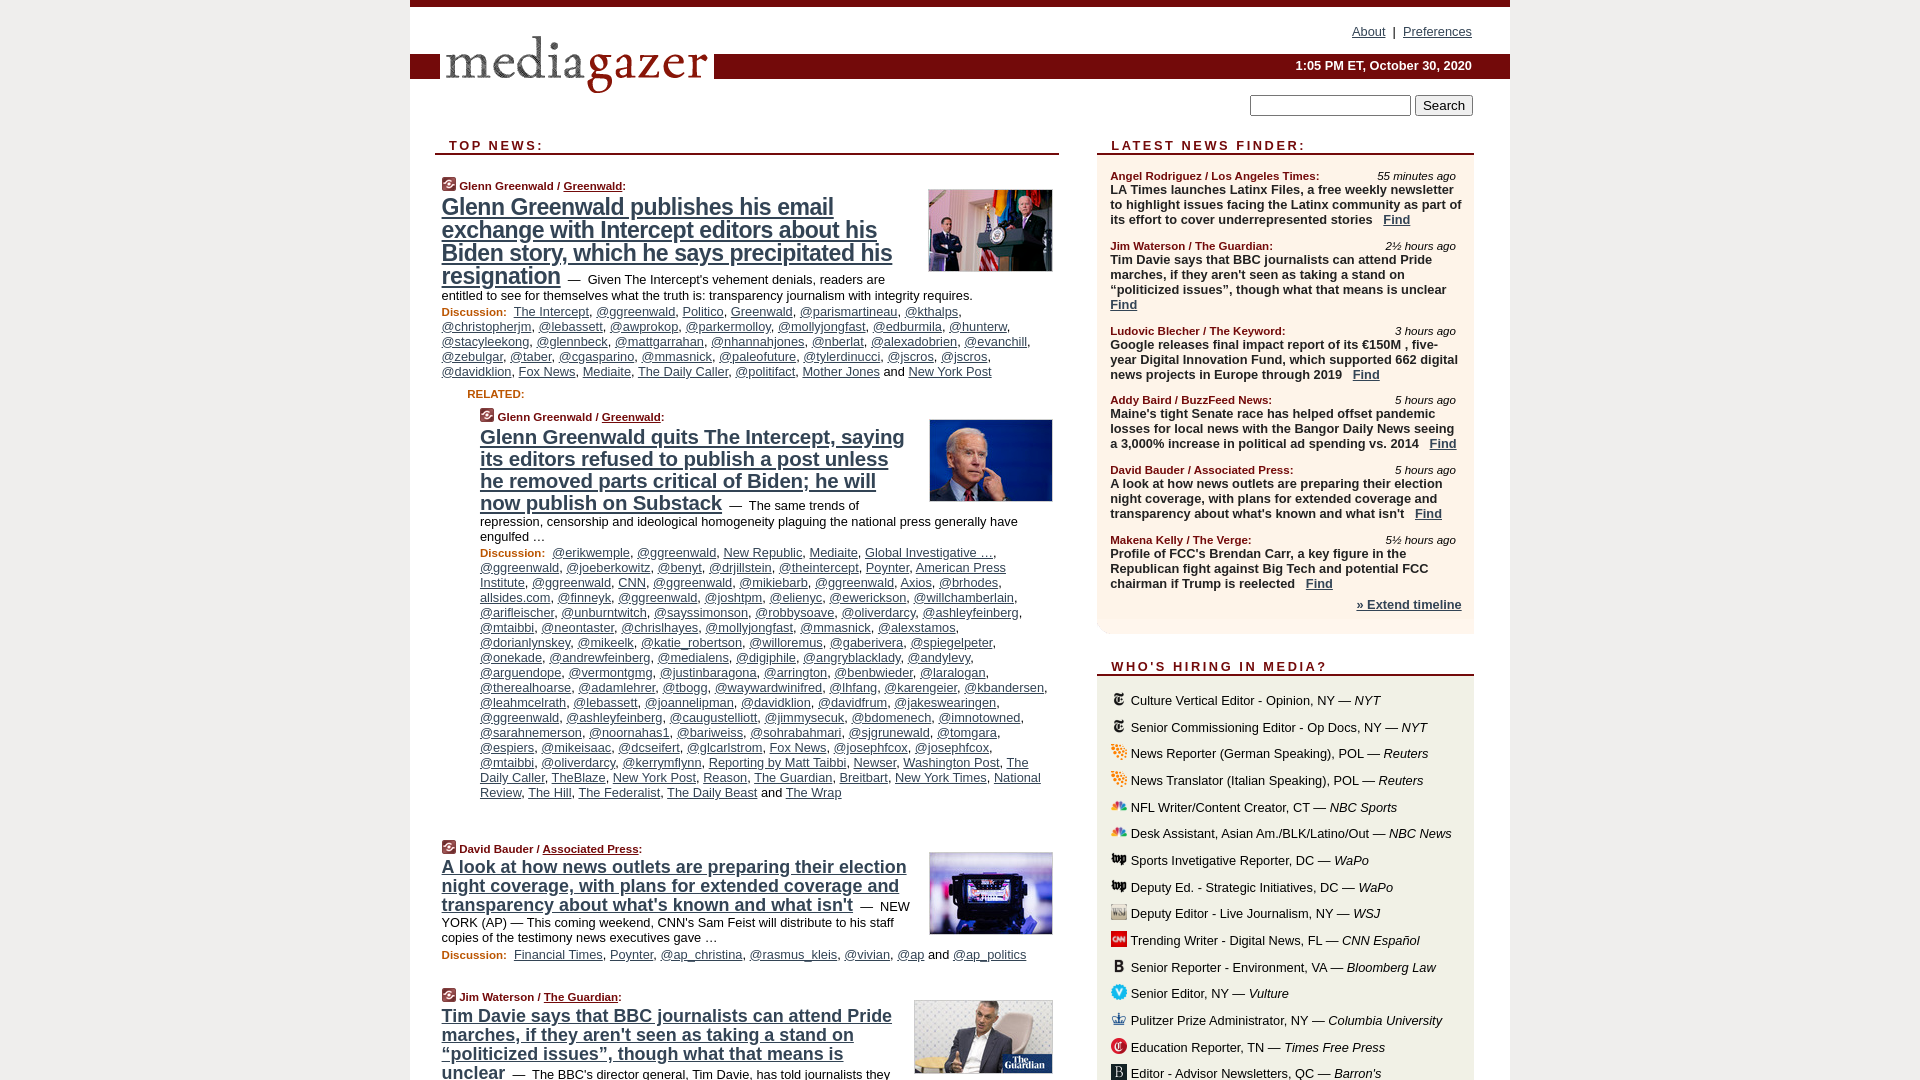 About | Preferences
mediagazer
1:05 PM ET, October 30, 2020
Search
TOP NEWS:
Glenn Greenwald / Greenwald:
Glenn Greenwald publishes his email
exchange with Intercept editors about his
Biden story, which he says precipitated his
resignation — Given The Intercept's vehement denials, readers are
entitled to see for themselves what the truth is: transparency journalism with integrity requires.
Discussion: The Intercept, @ggreenwald, Politico, Greenwald, @parismartineau, @kthalps,
@christopherjm, @lebassett, @awprokop, @parkermolloy, @mollyjongfast, @edburmila, @hunterw,
@stacyleekong, @glennbeck, @mattgarrahan, @nhannahjones, @nberlat, @alexadobrien, @evanchill,
@zebulgar, @taber, @cgasparino, @mmasnick, @paleofuture, @tylerdinucci, @jscros, @jscros,
@davidklion, Fox News, Mediaite, The Daily Caller, @politifact, Mother Jones and New York Post
RELATED:
Glenn Greenwald / Greenwald:
Glenn Greenwald quits The Intercept, saying
its editors refused to publish a post unless
he removed parts critical of Biden; he will
now publish on Substack — The same trends of
repression, censorship and ideological homogeneity plaguing the national press generally have
engulfed …
Discussion: @erikwemple, @ggreenwald, New Republic, Mediaite, Global Investigative …,
@ggreenwald, @joeberkowitz, @benyt, @drjillstein, @theintercept, Poynter, American Press
Institute, @ggreenwald, CNN, @ggreenwald, @mikiebarb, @ggreenwald, Axios, @brhodes,
allsides.com, @finneyk, @ggreenwald, @joshtpm, @elienyc, @ewerickson, @willchamberlain,
@arifleischer, @unburntwitch, @sayssimonson, @robbysoave, @oliverdarcy, @ashleyfeinberg,
@mtaibbi, @neontaster, @chrislhayes, @mollyjongfast, @mmasnick, @alexstamos,
@dorianlynskey, @mikeelk, @katie_robertson, @willoremus, @gaberivera, @spiegelpeter,
@onekade, @andrewfeinberg, @medialens, @digiphile, @angryblacklady, @andylevy,
@arguendope, @vermontgmg, @justinbaragona, @arrington, @benbwieder, @laralogan,
@therealhoarse, @adamlehrer, @tbogg, @waywardwinifred, @lhfang, @karengeier, @kbandersen,
@leahmcelrath, @lebassett, @joannelipman, @davidklion, @davidfrum, @jakeswearingen,
@ggreenwald, @ashleyfeinberg, @caugustelliott, @jimmysecuk, @bdomenech, @imnotowned,
@sarahnemerson, @noornahas1, @bariweiss, @sohrabahmari, @sjgrunewald, @tomgara,
@espiers, @mikeisaac, @dcseifert, @glcarlstrom, Fox News, @josephfcox, @josephfcox,
@mtaibbi, @oliverdarcy, @kerrymflynn, Reporting by Matt Taibbi, Newser, Washington Post, The
Daily Caller, TheBlaze, New York Post, Reason, The Guardian, Breitbart, New York Times, National
Review, The Hill, The Federalist, The Daily Beast and The Wrap
David Bauder / Associated Press:
A look at how news outlets are preparing their election
night coverage, with plans for extended coverage and
transparency about what's known and what isn't — NEW
YORK (AP) — This coming weekend, CNN's Sam Feist will distribute to his staff
copies of the testimony news executives gave …
Discussion: Financial Times, Poynter, @ap_christina, @rasmus_kleis, @vivian, @ap and @ap_politics
Jim Waterson / The Guardian:
Tim Davie says that BBC journalists can attend Pride
marches, if they aren't seen as taking a stand on
“politicized issues”, though what that means is
unclear — The BBC's director general, Tim Davie, has told journalists they
The Guardian
LATEST NEWS FINDER:
Angel Rodriguez / Los Angeles Times: 55 minutes ago
LA Times launches Latinx Files, a free weekly newsletter
to highlight issues facing the Latinx community as part of
its effort to cover underrepresented stories Find
Jim Waterson / The Guardian: 2½ hours ago
Tim Davie says that BBC journalists can attend Pride
marches, if they aren't seen as taking a stand on
“politicized issues”, though what that means is unclear
Find
Ludovic Blecher / The Keyword: 3 hours ago
Google releases final impact report of its €150M , five-
year Digital Innovation Fund, which supported 662 digital
news projects in Europe through 2019 Find
Addy Baird / BuzzFeed News: 5 hours ago
Maine's tight Senate race has helped offset pandemic
losses for local news with the Bangor Daily News seeing
a 3,000% increase in political ad spending vs. 2014 Find
David Bauder / Associated Press: 5 hours ago
A look at how news outlets are preparing their election
night coverage, with plans for extended coverage and
transparency about what's known and what isn't Find
Makena Kelly / The Verge: 5½ hours ago
Profile of FCC's Brendan Carr, a key figure in the
Republican fight against Big Tech and potential FCC
chairman if Trump is reelected Find
» Extend timeline
WHO'S HIRING IN MEDIA?
Culture Vertical Editor - Opinion, NY — NYT
Senior Commissioning Editor - Op Docs, NY — NYT
News Reporter (German Speaking), POL — Reuters
News Translator (Italian Speaking), POL — Reuters
NFL Writer/Content Creator, CT — NBC Sports
Desk Assistant, Asian Am./BLK/Latino/Out — NBC News
Sports Invetigative Reporter, DC — WaPo
Deputy Ed. - Strategic Initiatives, DC — WaPo
Deputy Editor - Live Journalism, NY — WSJ
Trending Writer - Digital News, FL — CNN Español
Senior Reporter - Environment, VA — Bloomberg Law
Senior Editor, NY — Vulture
Pulitzer Prize Administrator, NY — Columbia University
Education Reporter, TN — Times Free Press
Editor - Advisor Newsletters, QC — Barron's